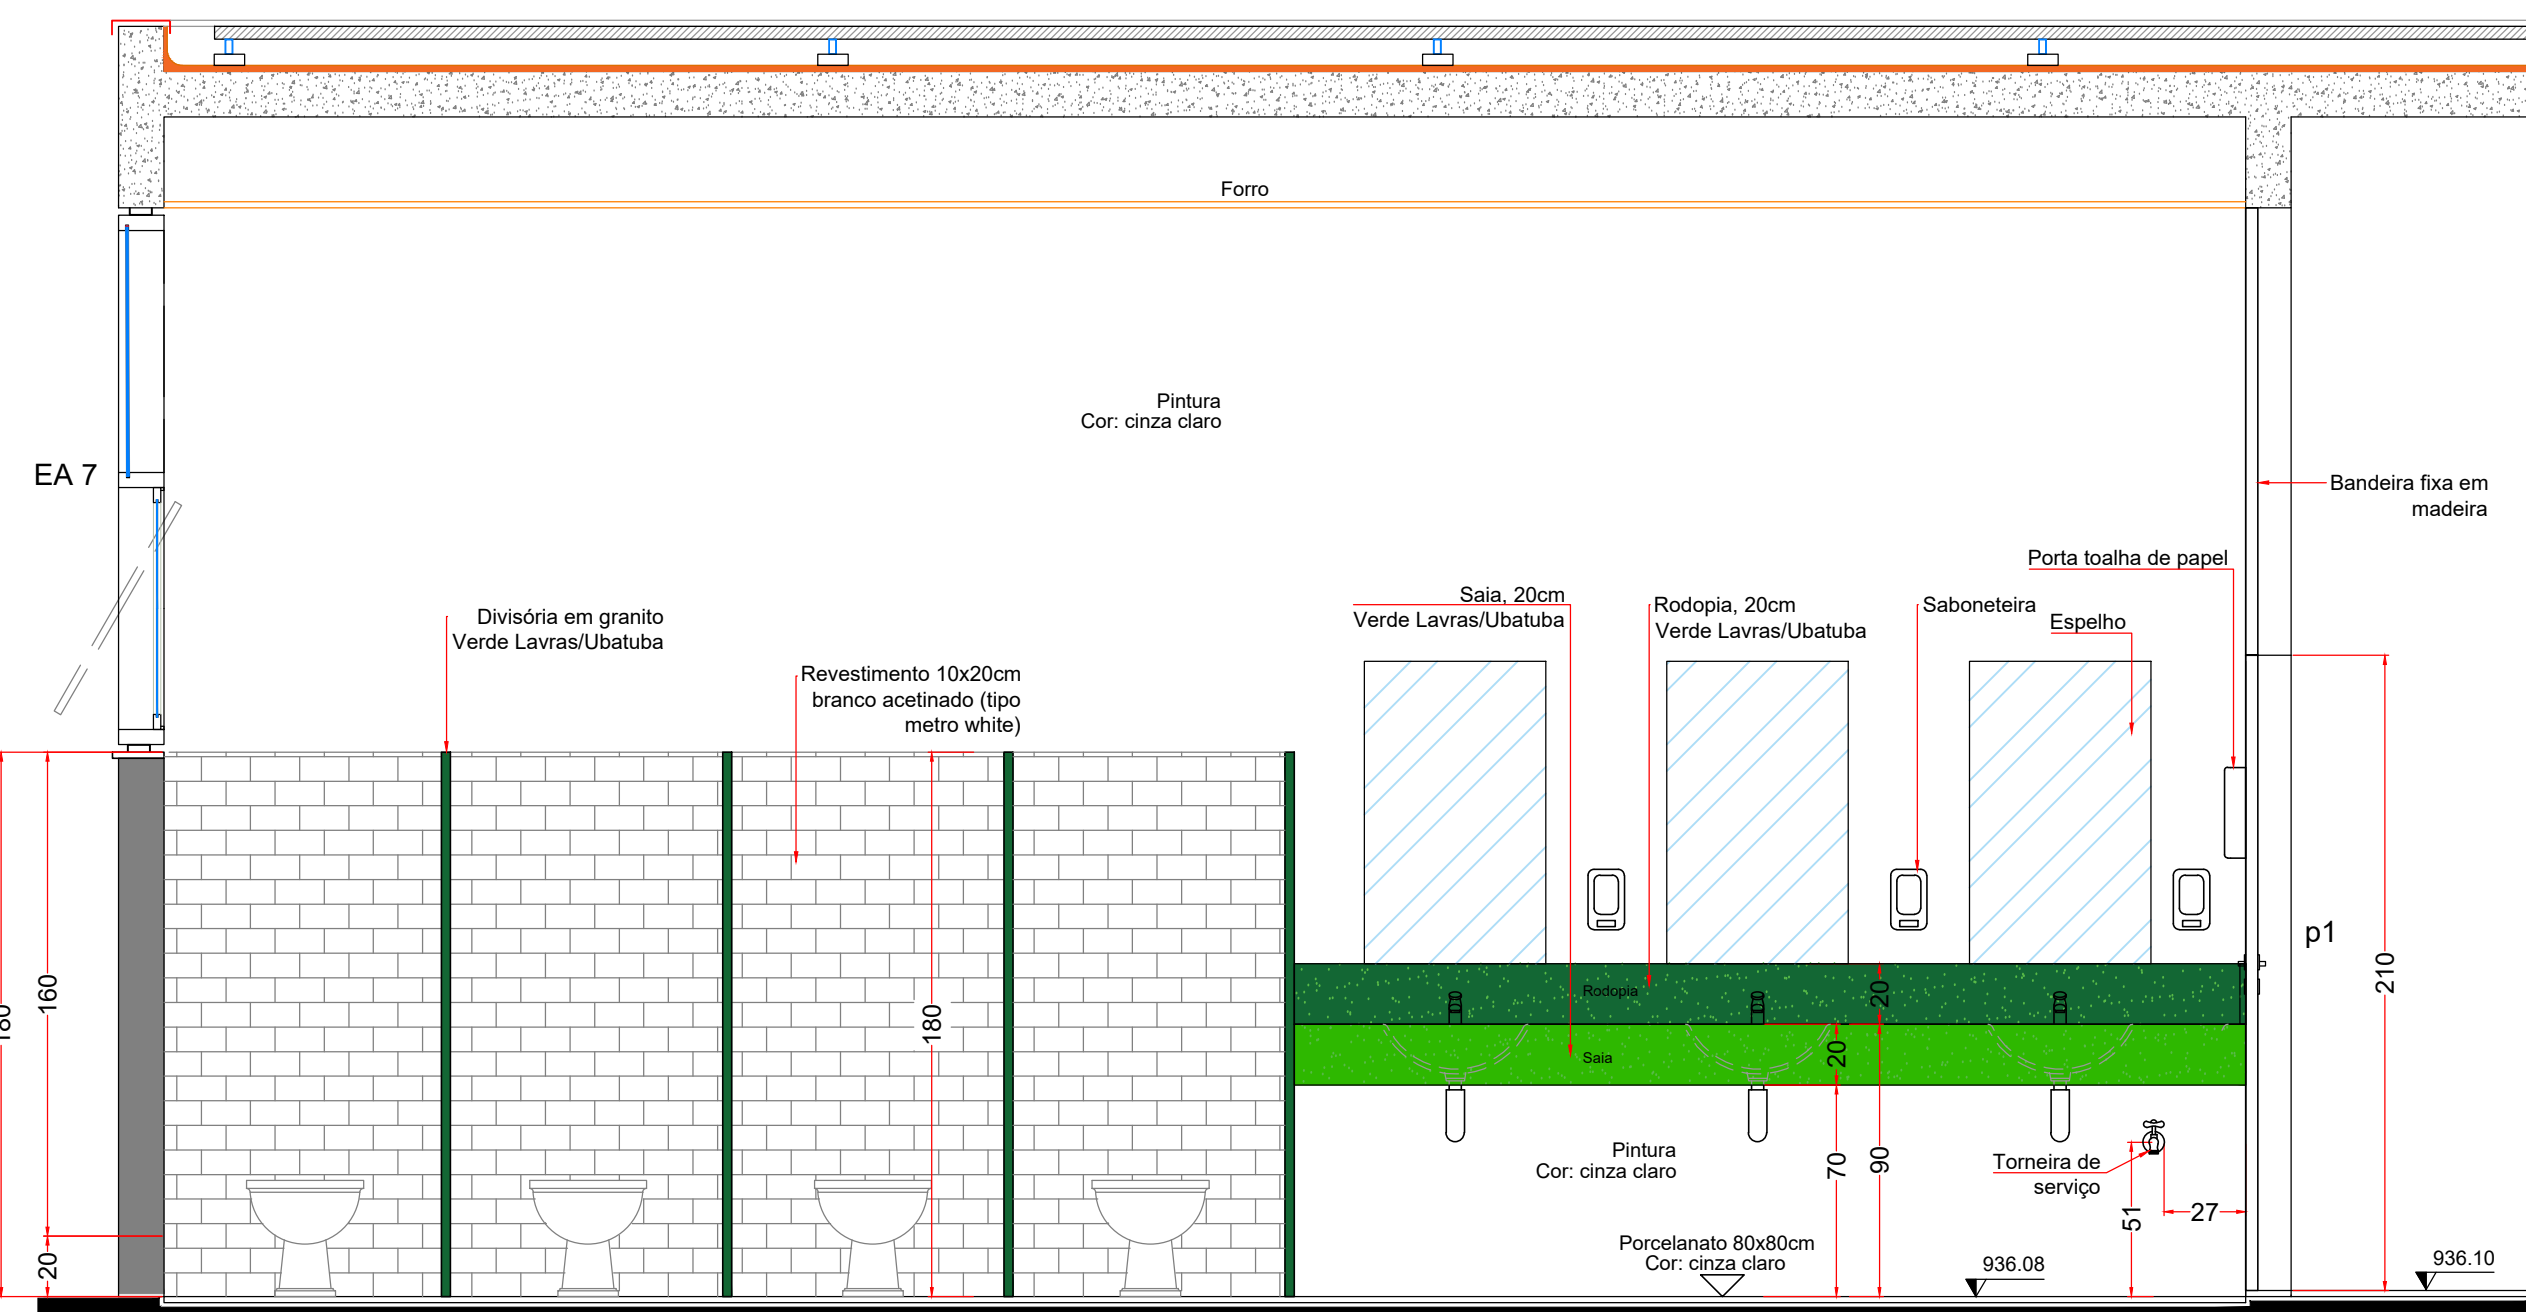 Forro
Pintura
Cor: cinza claro
EA 7
Bandeira fixa em
madeira
Porta toalha de papel
Saia, 20cm
Verde Lavras/Ubatuba
Rodopia, 20cm
Verde Lavras/Ubatuba
Saboneteira
Espelho
Divisória em granito
Verde Lavras/Ubatuba
Revestimento 10x20cm
branco acetinado (tipo
metro white)
p1
210
180
160
180
20
Rodopia
20
Saia
20
70
90
Pintura
Cor: cinza claro
Torneira de
serviço
51
27
Porcelanato 80x80cm
Cor: cinza claro
936.08
936.10